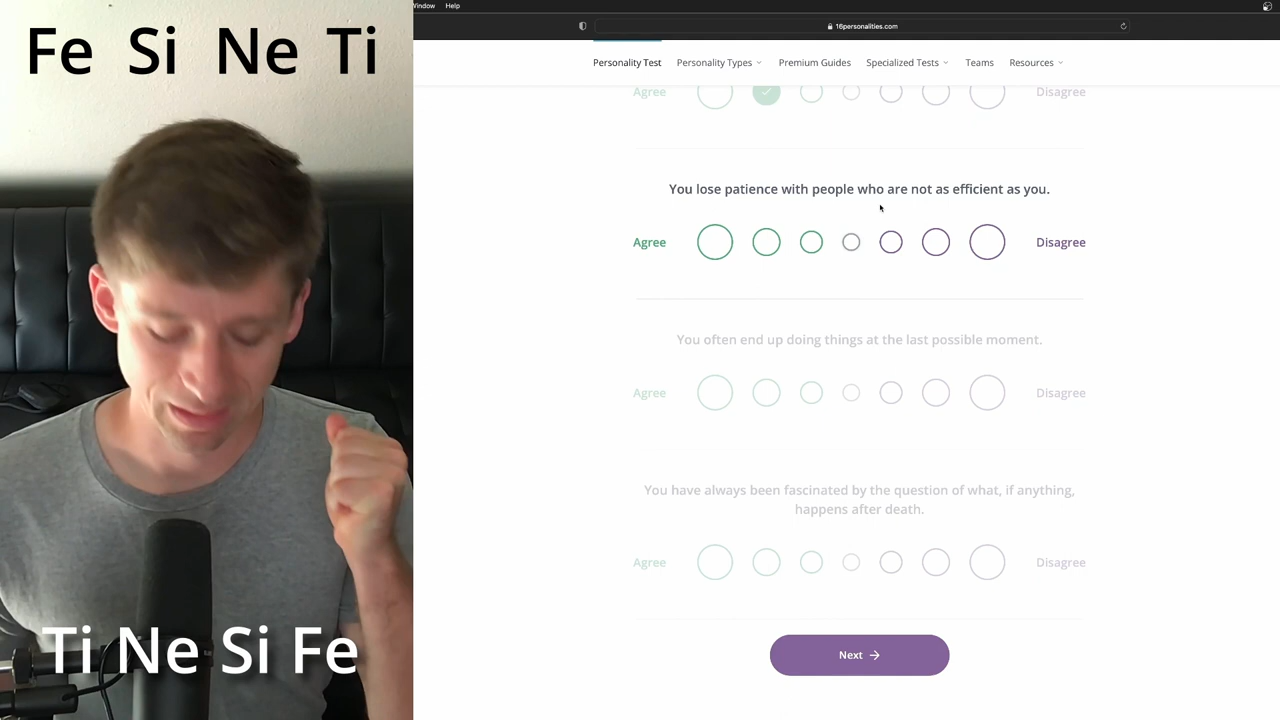 Fe Si Ne Ti
Ti Ne Si Fe
Window Help
16personalities.com
Personality Test Personality Types Premium Guides Specialized Tests Teams Resources
Agree Disagree
You lose patience with people who are not as efficient as you.
Agree Disagree
You often end up doing things at the last possible moment.
Agree Disagree
You have always been fascinated by the question of what, if anything,
happens after death.
Agree Disagree
Next